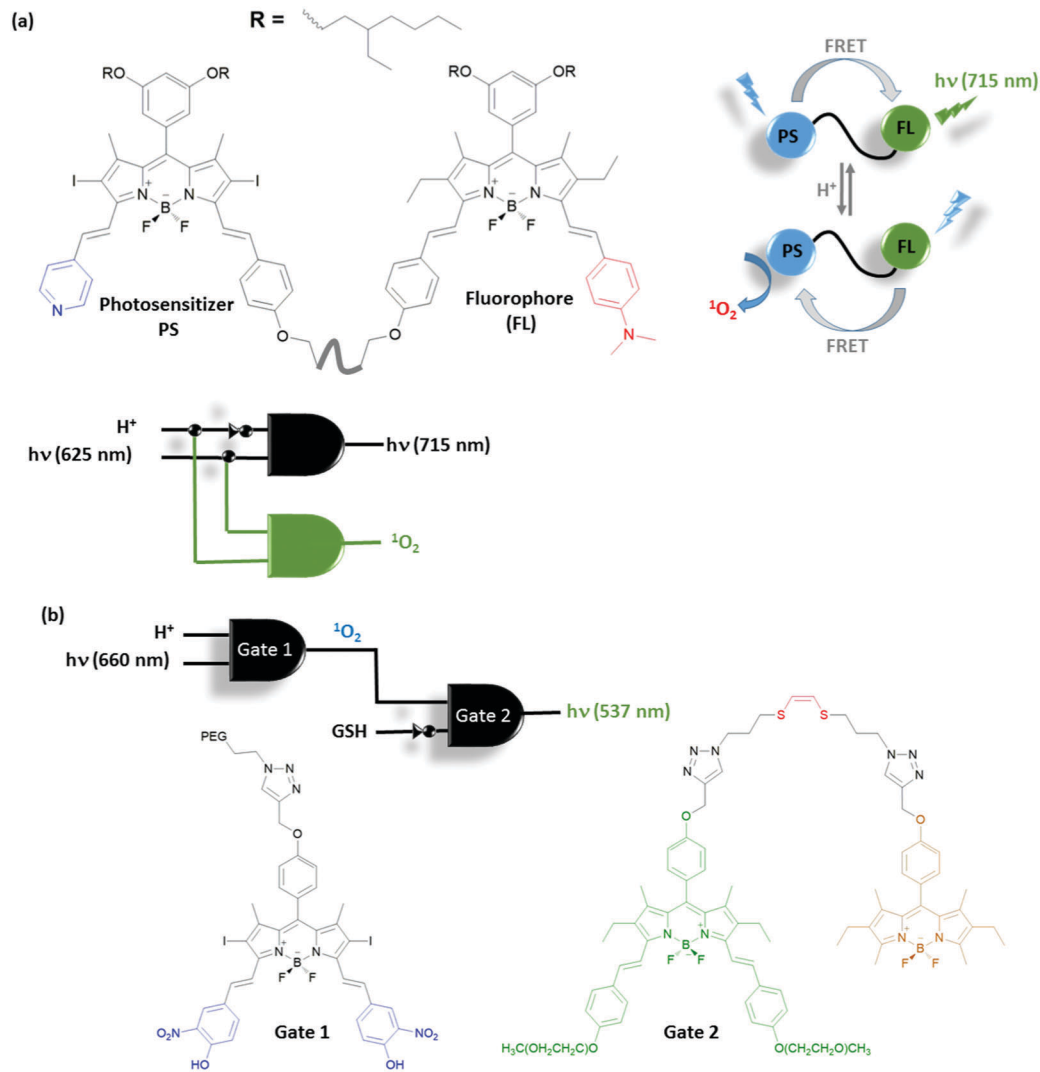 (a)
R =
OR
OR
I
I
N
+
N
B
-
F
F
N
O
Photosensitizer
PS
RO
OR
N
+
N
B
-
F
F
O
N
Fluorophore
(FL)
FRET
hν (715 nm)
PS
FL
H+
PS
FL
1O2
FRET
H+
hν (625 nm)
hν (715 nm)
1O2
(b)
H+
hν (660 nm)
Gate 1
1O2
GSH
Gate 2
hν (537 nm)
PEG
N
N
N
O
I
I
N
+
N
B
-
F
F
NO2
HO
NO2
OH
Gate 1
S
S
N
N
N
N
N
N
O
O
N
+
N
B
-
F
F
H3C(OH2CH2C)O
O(CH2CH2O)CH3
N
+
N
B
-
F
F
Gate 2